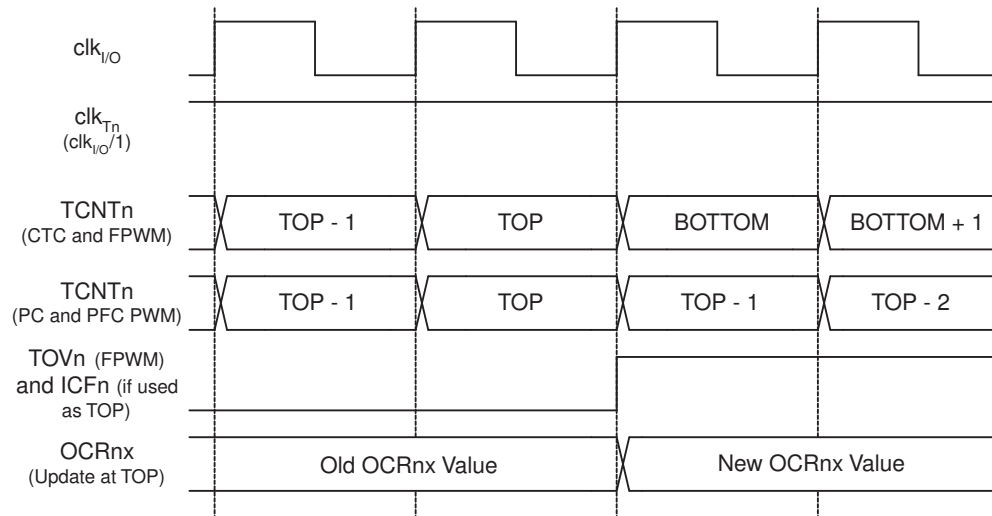 clkI/O
clkTn
(clkI/O/1)
TCNTn
(CTC and FPWM)
TOP - 1
TOP
BOTTOM
BOTTOM + 1
TCNTn
(PC and PFC PWM)
TOP - 1
TOP
TOP - 1
TOP - 2
TOVn (FPWM)
and ICFn (if used
as TOP)
OCRnx
(Update at TOP)
Old OCRnx Value
New OCRnx Value